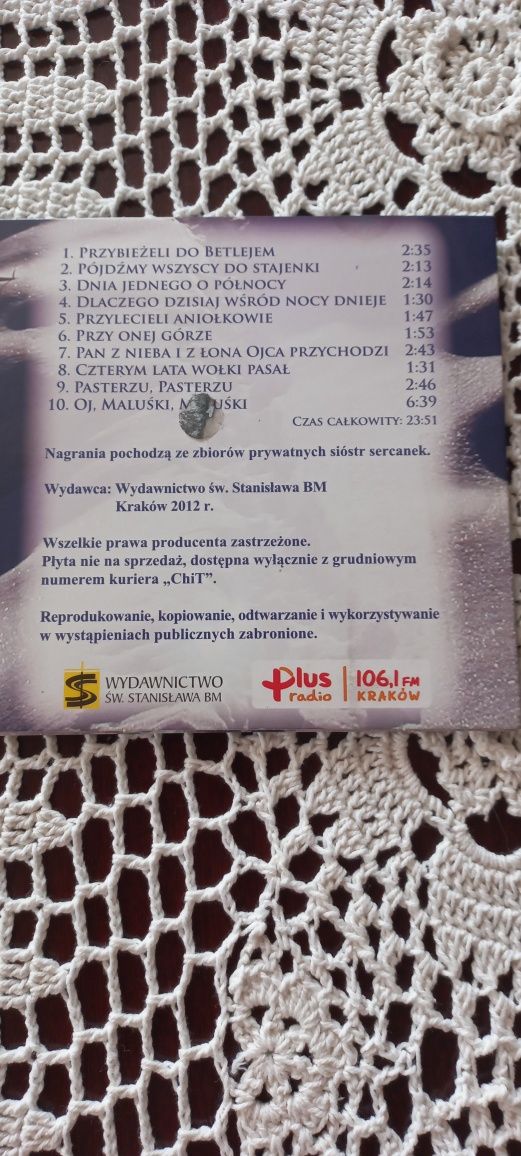 1. Przybieżeli do Betlejem 2:35
2. Pójdźmy wszyscy do stajenki 2:13
3. Dnia jednego o północy 2:14
4. Dlaczego dzisiaj wśród nocy dnieje 1:30
5. Przylecieli aniołkowie 1:47
6. Przy onej górze 1:53
7. Pan z nieba i z łona Ojca przychodzi 2:43
8. Czterym lata wołki pasał 1:31
9. Pasterzu, Pasterzu 2:46
10. Oj, Maluśki, 6:39
Czas całkowity: 23:51
Nagrania pochodzą ze zbiorów prywatnych sióstr sercanek.
Wydawca: Wydawnictwo św. Stanisława BM
Kraków 2012 r.
Wszelkie prawa producenta zastrzeżone.
Płyta nie na sprzedaż, dostępna wyłącznie z grudniowym
numerem kuriera „ChiT”.
Reprodukowanie, kopiowanie, odtwarzanie i wykorzystywanie
w wystąpieniach publicznych zabronione.
WYDAWNICTWO
ŚW. STANISŁAWA BM
Plus
radio
106,1 FM
KRAKÓW